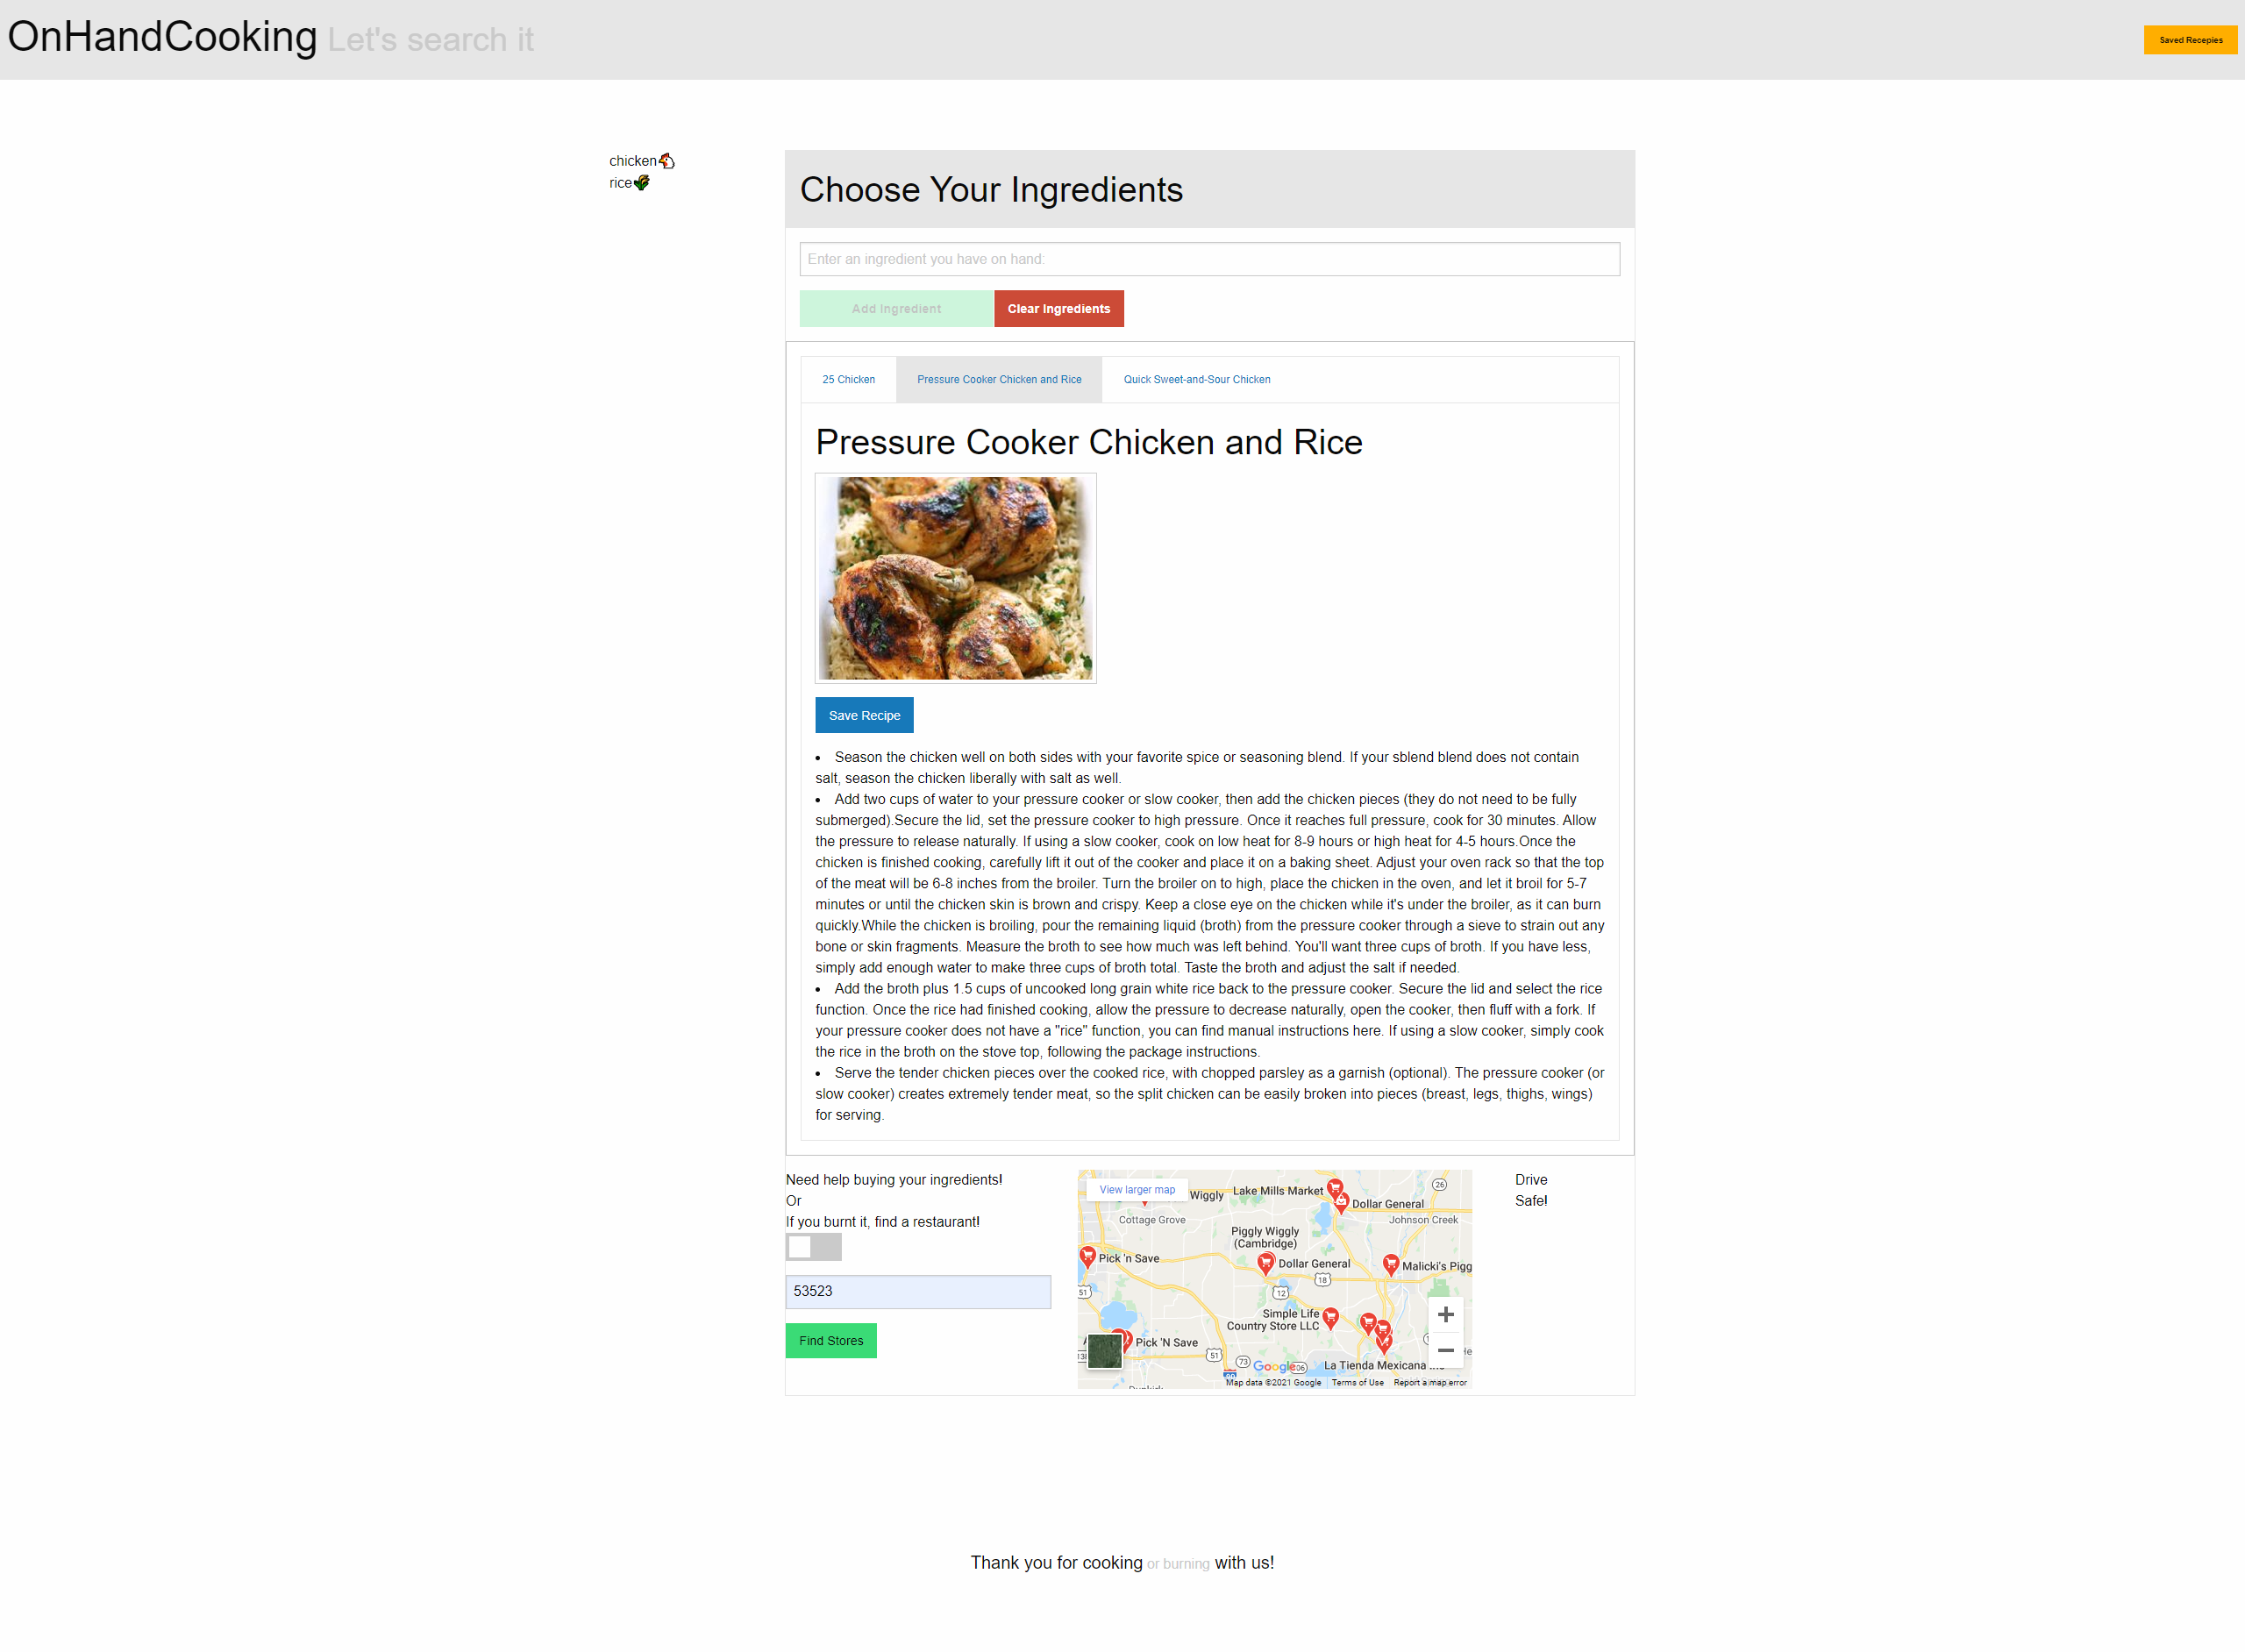 OnHandCooking Let's search it
Saved Recepies
chicken
rice
Choose Your Ingredients
Enter an ingredient you have on hand:
Add Ingredient
Clear Ingredients
25 Chicken
Pressure Cooker Chicken and Rice
Quick Sweet-and-Sour Chicken
Pressure Cooker Chicken and Rice
Save Recipe
Season the chicken well on both sides with your favorite spice or seasoning blend. If your sblend blend does not contain
salt, season the chicken liberally with salt as well.
Add two cups of water to your pressure cooker or slow cooker, then add the chicken pieces (they do not need to be fully
submerged).Secure the lid, set the pressure cooker to high pressure. Once it reaches full pressure, cook for 30 minutes. Allow
the pressure to release naturally. If using a slow cooker, cook on low heat for 8-9 hours or high heat for 4-5 hours.Once the
chicken is finished cooking, carefully lift it out of the cooker and place it on a baking sheet. Adjust your oven rack so that the top
of the meat will be 6-8 inches from the broiler. Turn the broiler on to high, place the chicken in the oven, and let it broil for 5-7
minutes or until the chicken skin is brown and crispy. Keep a close eye on the chicken while it's under the broiler, as it can burn
quickly.While the chicken is broiling, pour the remaining liquid (broth) from the pressure cooker through a sieve to strain out any
bone or skin fragments. Measure the broth to see how much was left behind. You'll want three cups of broth. If you have less,
simply add enough water to make three cups of broth total. Taste the broth and adjust the salt if needed.
Add the broth plus 1.5 cups of uncooked long grain white rice back to the pressure cooker. Secure the lid and select the rice
function. Once the rice had finished cooking, allow the pressure to decrease naturally, open the cooker, then fluff with a fork. If
your pressure cooker does not have a "rice" function, you can find manual instructions here. If using a slow cooker, simply cook
the rice in the broth on the stove top, following the package instructions.
Serve the tender chicken pieces over the cooked rice, with chopped parsley as a garnish (optional). The pressure cooker (or
slow cooker) creates extremely tender meat, so the split chicken can be easily broken into pieces (breast, legs, thighs, wings)
for serving.
Need help buying your ingredients!
Or
If you burnt it, find a restaurant!
53523
Find Stores
View larger map
Wiggly
Lake Mills Market
26
Dollar General
Cottage Grove
Johnson Creek
Piggly Wiggly
(Cambridge)
Pick 'n Save
Dollar General
Malicki's Pigg
18
51
12
Simple Life
Country Store LLC
Pick 'N Save
51
73
Google
La Tienda Mexicana
Map data ©2021 Google
Terms of Use
Report a map error
Drive
Safe!
Thank you for cooking or burning with us!